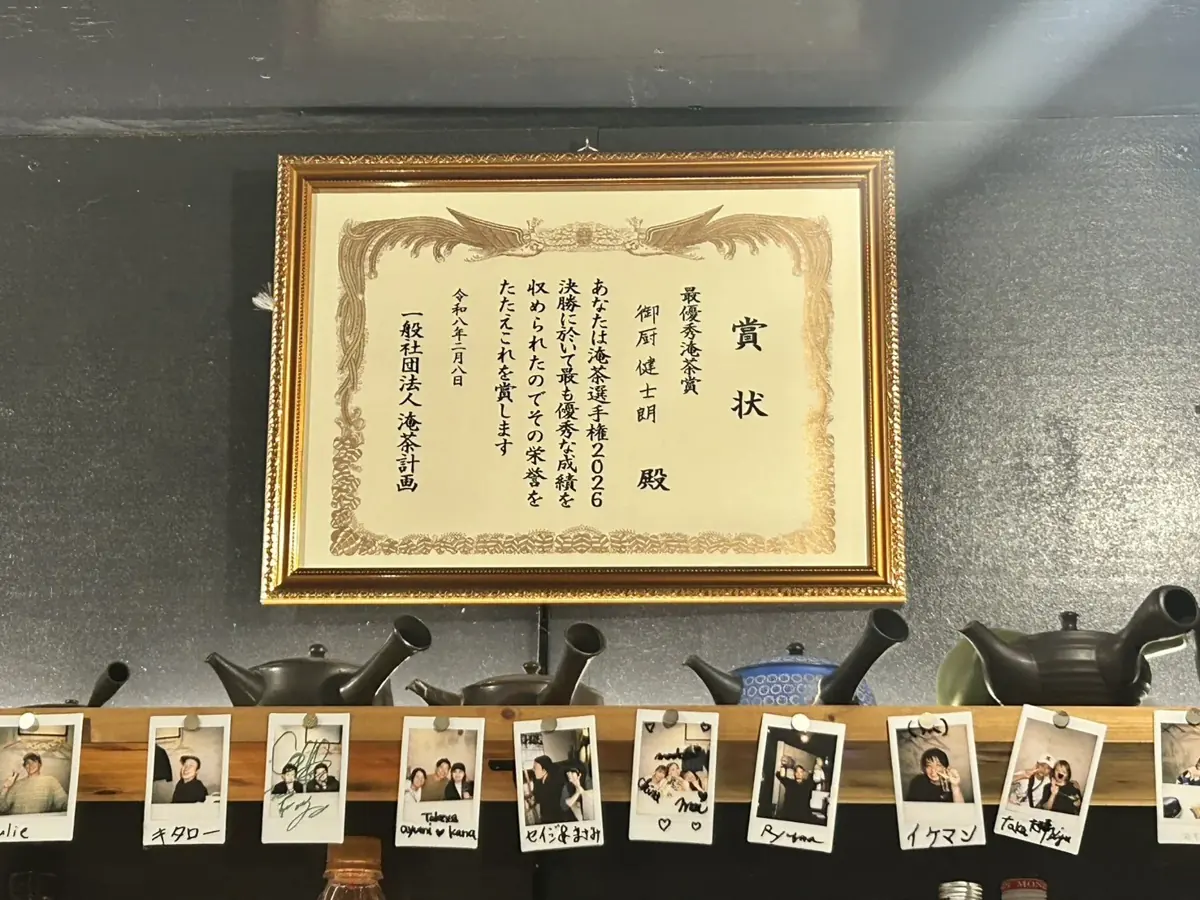 賞状
最優秀淹茶賞
御厨 健士朗 殿
あなたは淹茶選手権2026
決勝に於いて最も優秀な成績を
収められたのでその栄誉を
たたえこれを賞します
令和八年二月八日
一般社団法人 淹茶計画
キタロー
ayumi ♥ Kana
セイジ&まさみ
イケマン